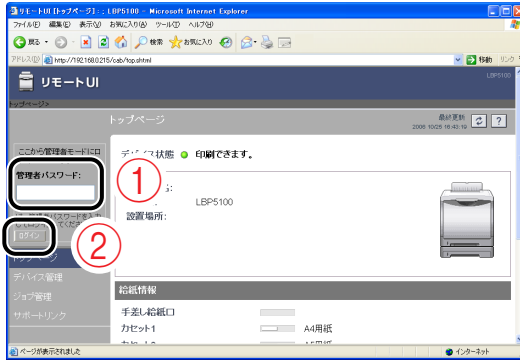 リモートUI [トップページ] : ; LBP5100 - Microsoft Internet Explorer
ファイル(F) 編集(E) 表示(V) お気に入り(A) ツール(T) ヘルプ(H)
戻る 検索 お気に入り
アドレス(D) http://192.168.0.215/cab/top.shtml 移動 リンク
リモートUI LBP5100
トップページ>
トップページ 最終更新 2006 10/25 16:43:19
ここから管理者モードにロ
管理者パスワード:
1
ログイン
2
トップページ
デバイス管理
ジョブ管理
サポートリンク
デバイス状態 印刷できます。
LBP5100
設置場所:
給紙情報
手差し給紙口
カセット1 A4用紙
ページが表示されました インターネット